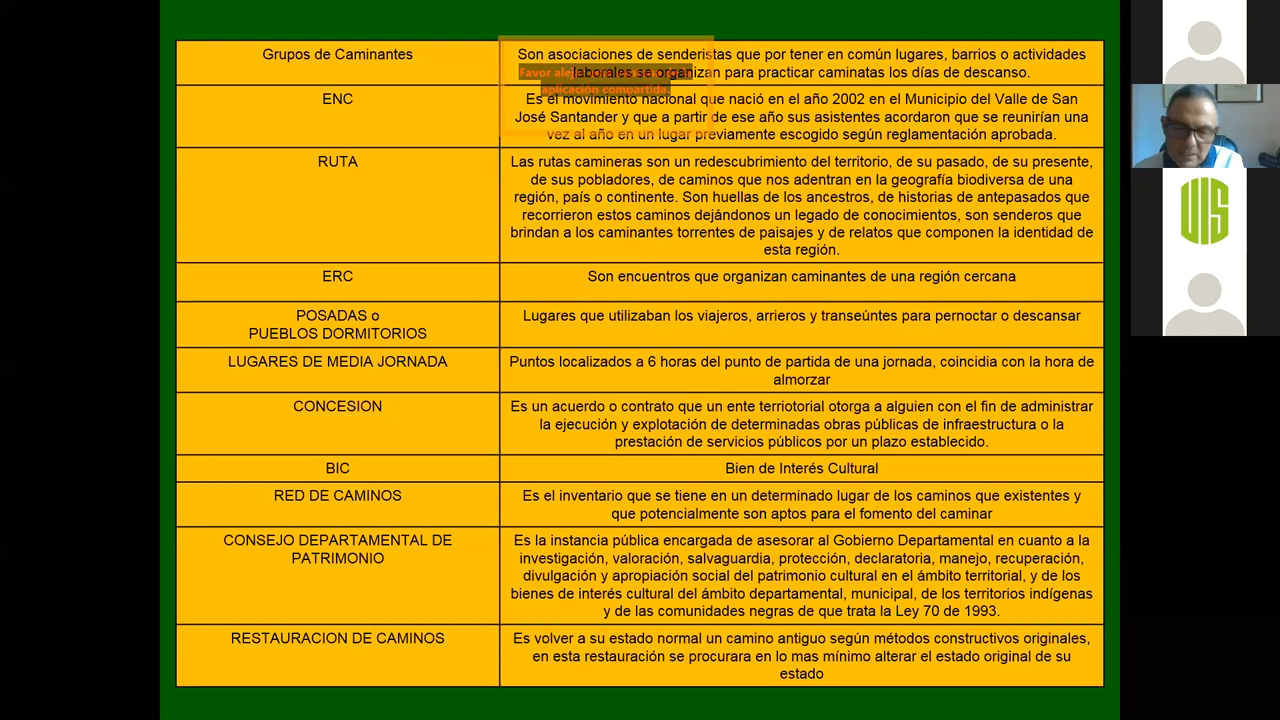 Grupos de Caminantes
Son asociaciones de senderistas que por tener en común lugares, barrios o actividades
laborales se organizan para practicar caminatas los días de descanso.
Favor
aplicación compartida.
ENC
Es el movimiento nacional que nació en el año 2002 en el Municipio del Valle de San
José Santander y que a partir de ese año sus asistentes acordaron que se reunirían una
vez al año en un lugar previamente escogido según reglamentación aprobada.
RUTA
Las rutas camineras son un redescubrimiento del territorio, de su pasado, de su presente,
de sus pobladores, de caminos que nos adentran en la geografía biodiversa de una
región, país o continente. Son huellas de los ancestros, de historias de antepasados que
recorrieron estos caminos dejándonos un legado de conocimientos, son senderos que
brindan a los caminantes torrentes de paisajes y de relatos que componen la identidad de
esta región.
ERC
Son encuentros que organizan caminantes de una región cercana
POSADAS o
PUEBLOS DORMITORIOS
Lugares que utilizaban los viajeros, arrieros y transeúntes para pernoctar o descansar
LUGARES DE MEDIA JORNADA
Puntos localizados a 6 horas del punto de partida de una jornada, coincidia con la hora de
almorzar
CONCESION
Es un acuerdo o contrato que un ente terriotorial otorga a alguien con el fin de administrar
la ejecución y explotación de determinadas obras públicas de infraestructura o la
prestación de servicios públicos por un plazo establecido.
BIC
Bien de Interés Cultural
RED DE CAMINOS
Es el inventario que se tiene en un determinado lugar de los caminos que existentes y
que potencialmente son aptos para el fomento del caminar
CONSEJO DEPARTAMENTAL DE
PATRIMONIO
Es la instancia pública encargada de asesorar al Gobierno Departamental en cuanto a la
investigación, valoración, salvaguardia, protección, declaratoria, manejo, recuperación,
divulgación y apropiación social del patrimonio cultural en el ámbito territorial, y de los
bienes de interés cultural del ámbito departamental, municipal, de los territorios indígenas
y de las comunidades negras de que trata la Ley 70 de 1993.
RESTAURACION DE CAMINOS
Es volver a su estado normal un camino antiguo según métodos constructivos originales,
en esta restauración se procurara en lo mas mínimo alterar el estado original de su
estado
UIS